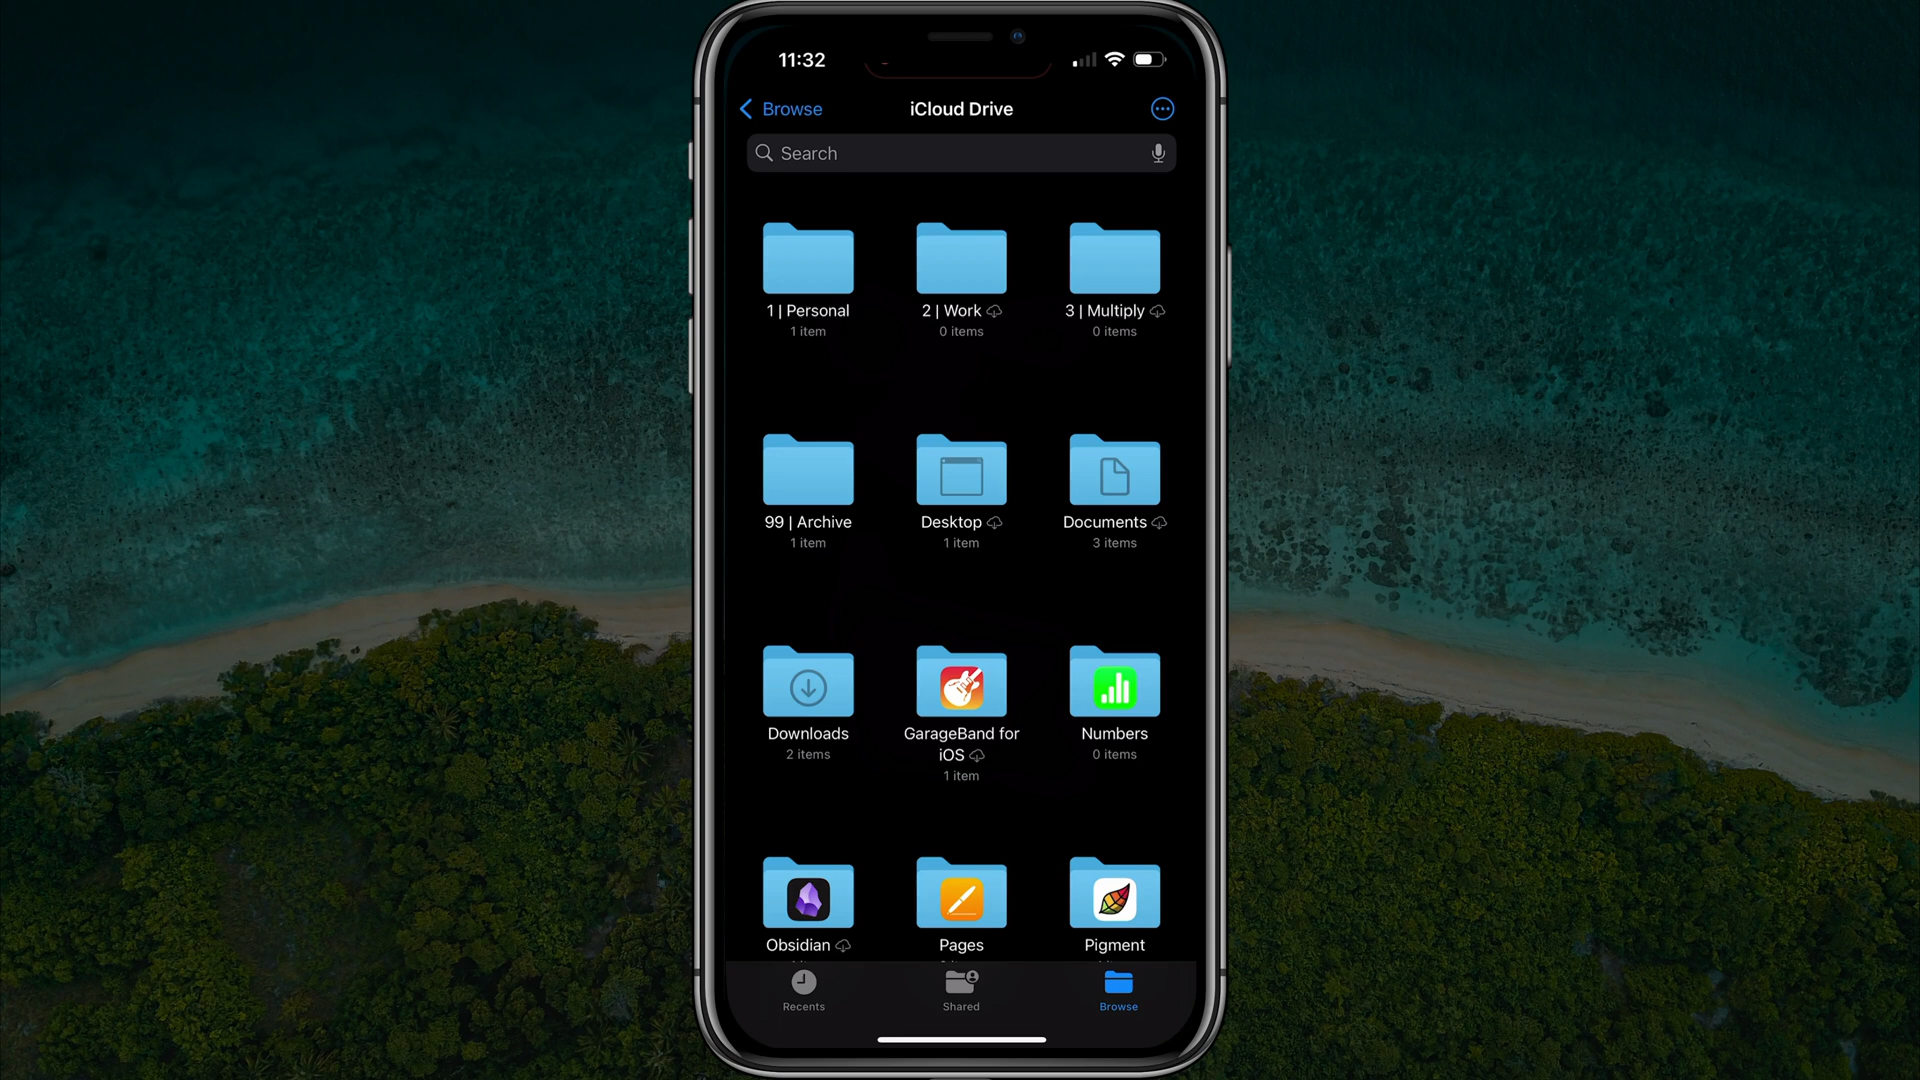 11:32
Browse
iCloud Drive
Search
1 | Personal
1 item
2 | Work
0 items
3 | Multiply
0 items
99 | Archive
1 item
Desktop
1 item
Documents
3 items
Downloads
2 items
GarageBand for
iOS
1 item
Numbers
0 items
Obsidian
Pages
Pigment
Recents
Shared
Browse